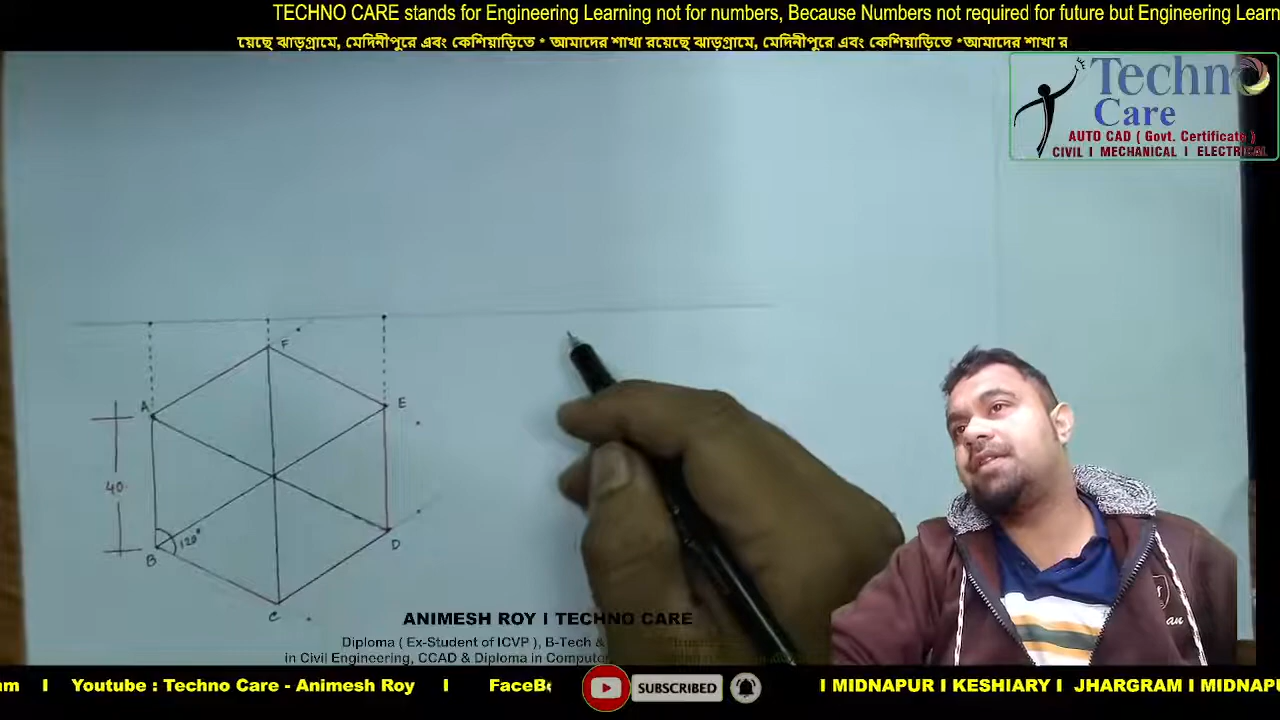 TECHNO CARE stands for Engineering Learning not for numbers, Because Numbers not required for future but Engineering Learn
য়েছে ঝাড়গ্রামে, মেদিনীপুরে এবং কেশিয়াড়িতে * আমাদের শাখা রয়েছে ঝাড়গ্রামে, মেদিনীপুরে এবং কেশিয়াড়িতে *আমাদের শাখা র
Techno
Care
AUTO CAD ( Govt. Certificate )
CIVIL I MECHANICAL I ELECTRICAL
F
A
E
40
120°
B
D
C
ANIMESH ROY I TECHNO CARE
Diploma ( Ex-Student of ICVP ), B-Tech &
in Civil Engineering, CCAD & Diploma in
am I Youtube : Techno Care - Animesh Roy I FaceB
SUBSCRIBED
I MIDNAPUR I KESHIARY I JHARGRAM I MIDNAPU